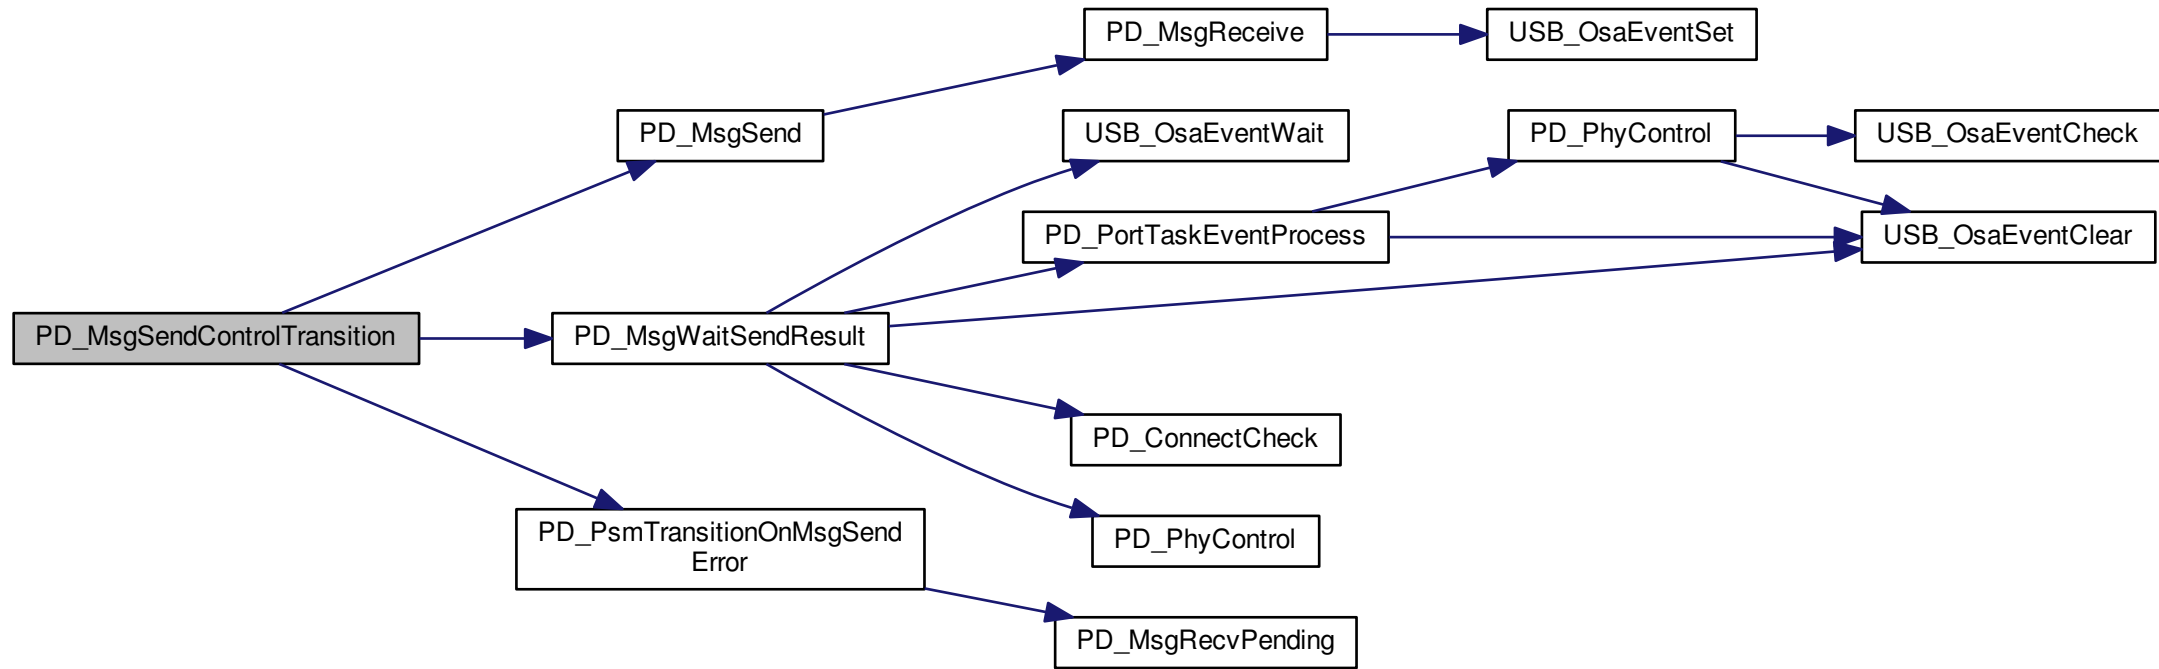 PD_MsgReceive
USB_OsaEventSet
PD_MsgSend
USB_OsaEventWait
PD_PhyControl
USB_OsaEventCheck
PD_PortTaskEventProcess
USB_OsaEventClear
PD_MsgSendControlTransition
PD_MsgWaitSendResult
PD_ConnectCheck
PD_PsmTransitionOnMsgSend
Error
PD_PhyControl
PD_MsgRecvPending